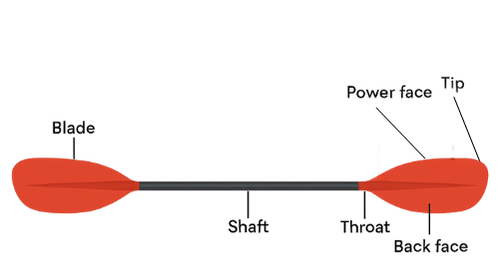 Tip
Power face
Blade
Shaft
Throat
Back face